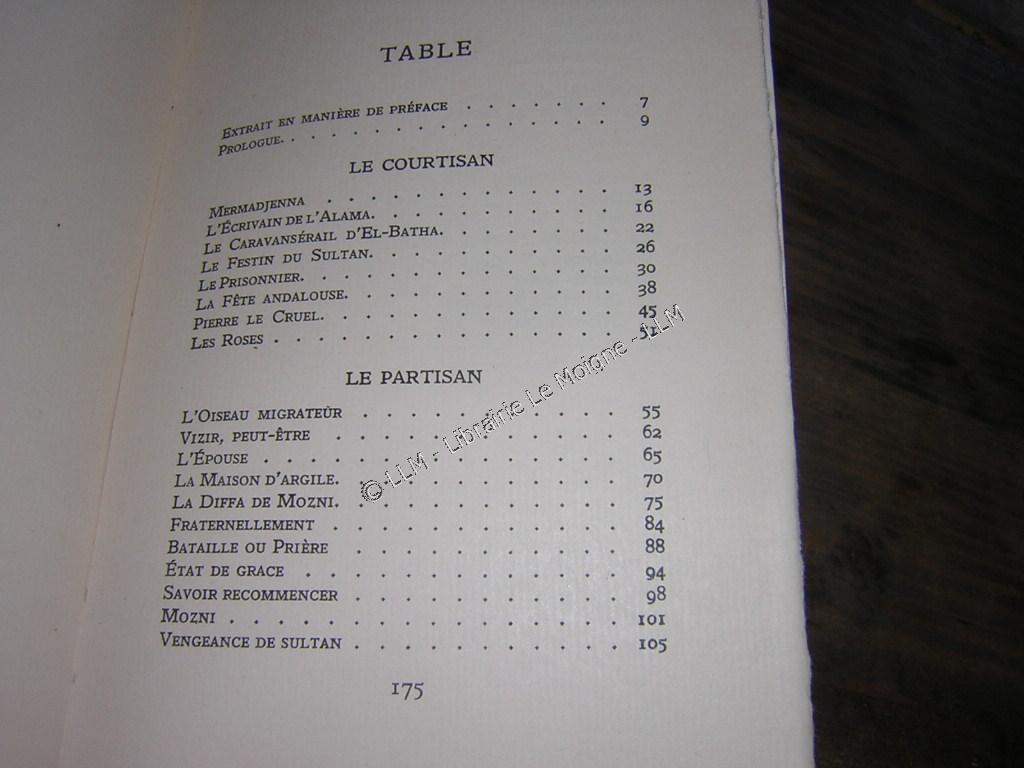 TABLE
EXTRAIT EN MANIÈRE DE PRÉFACE . . . . . . . 7
PROLOGUE. . . . . . . . . . . . . . 9
LE COURTISAN
MERMADJENNA . . . . . . . . . . . . 13
L'ÉCRIVAIN DE L'ALAMA. . . . . . . . . . 16
LE CARAVANSÉRAIL D'EL-BATHA. . . . . . . . 22
LE FESTIN DU SULTAN. . . . . . . . . . 26
LE PRISONNIER. . . . . . . . . . . . . 30
LA FÊTE ANDALOUSE. . . . . . . . . . . 38
PIERRE LE CRUEL. . . . . . . . . . . . 45
LES ROSES . . . . . . . . . . . . . . 51
LE PARTISAN
L'OISEAU MIGRATEUR . . . . . . . . . . 55
VIZIR, PEUT-ÊTRE . . . . . . . . . . . 62
L'ÉPOUSE . . . . . . . . . . . . . . 65
LA MAISON D'ARGILE. . . . . . . . . . . 70
LA DIFFA DE MOZNI. . . . . . . . . . . 75
FRATERNELLEMENT . . . . . . . . . . . 84
BATAILLE OU PRIÈRE . . . . . . . . . . 88
ÉTAT DE GRACE . . . . . . . . . . . . 94
SAVOIR RECOMMENCER . . . . . . . . . . 98
MOZNI . . . . . . . . . . . . . . . 101
VENGEANCE DE SULTAN . . . . . . . . . . 105
175
© LLM - Librairie Le Moigne - LLM